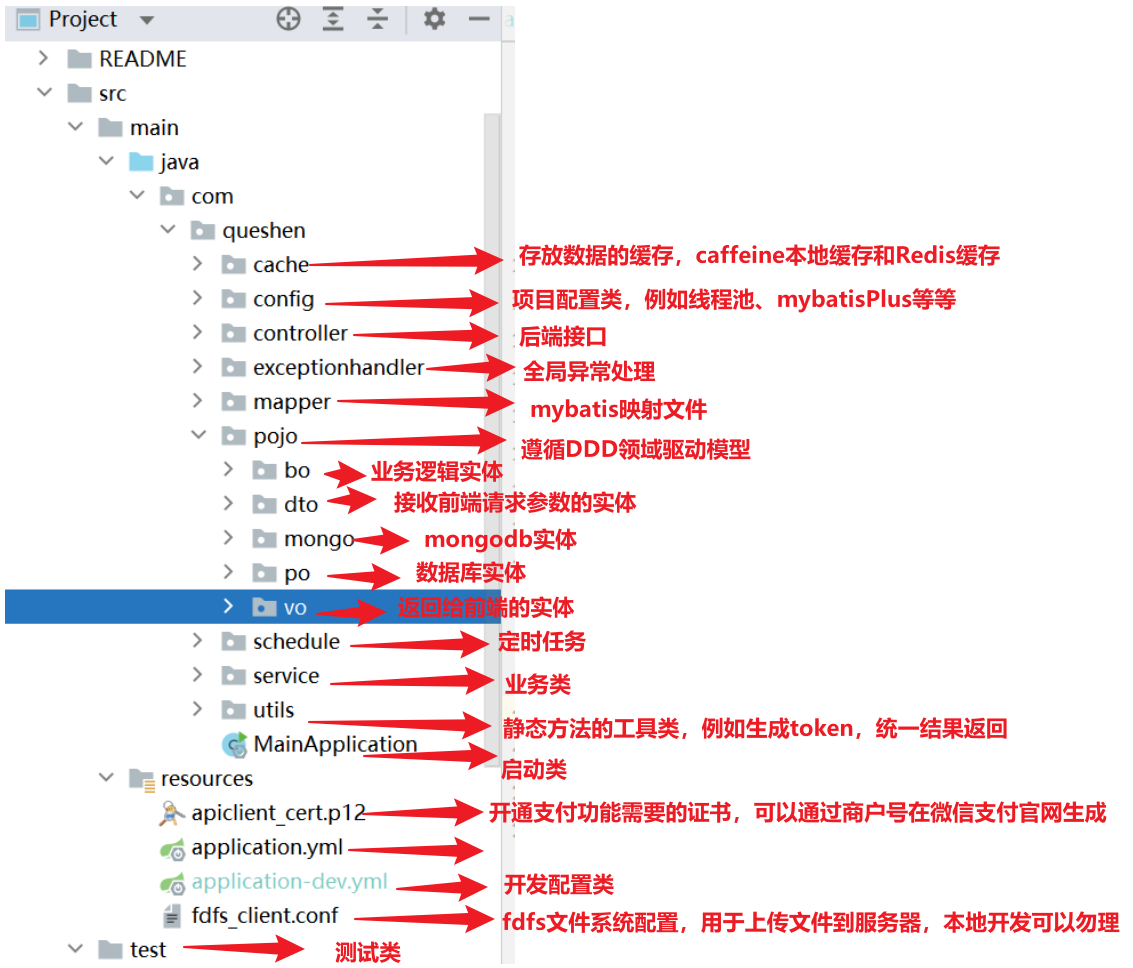 Project
README
src
main
java
com
queshen
cache 存放数据的缓存，caffeine本地缓存和Redis缓存
config 项目配置类，例如线程池、mybatisPlus等等
controller 后端接口
exceptionhandler 全局异常处理
mapper mybatis映射文件
pojo 遵循DDD领域驱动模型
bo 业务逻辑实体
dto 接收前端请求参数的实体
mongo mongodb实体
po 数据库实体
vo 返回给前端的实体
schedule 定时任务
service 业务类
utils 静态方法的工具类，例如生成token，统一结果返回
MainApplication 启动类
resources
apiclient_cert.p12 开通支付功能需要的证书，可以通过商户号在微信支付官网生成
application.yml
application-dev.yml 开发配置类
fdfs_client.conf fdfs文件系统配置，用于上传文件到服务器，本地开发可以勿理
test 测试类